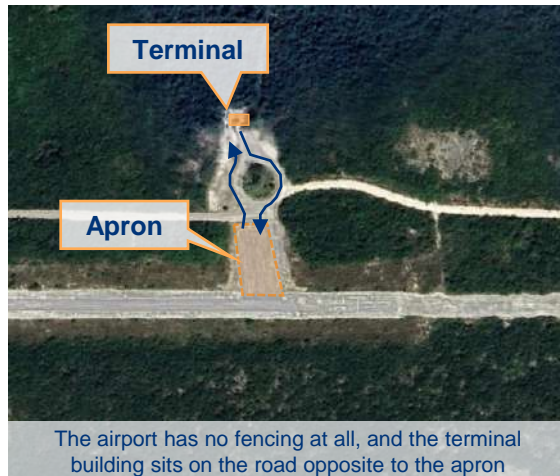 Terminal
Apron
The airport has no fencing at all, and the terminal
building sits on the road opposite to the apron